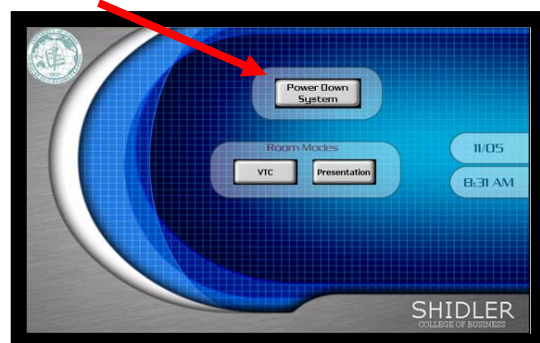 Power Down
System
Room Modes
VTC
Presentation
11/05
8:31 AM
SHIDLER
COLLEGE OF BUSINESS